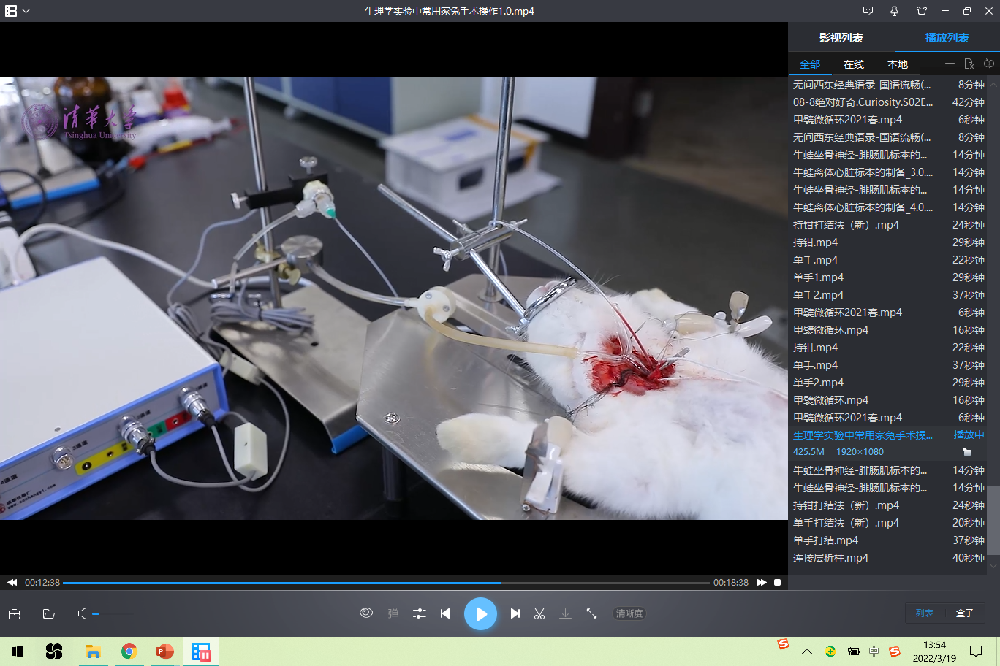 生理学实验中常用家兔手术操作1.0.mp4
影视列表
播放列表
全部
在线
本地
无问西东经典语录-国语流畅(...
8分钟
08-8绝对好奇.Curiosity.S02E...
42分钟
甲襞微循环2021春.mp4
6秒钟
无问西东经典语录-国语流畅(...
8分钟
牛蛙坐骨神经-腓肠肌标本的...
14分钟
牛蛙离体心脏标本的制备_3.0....
14分钟
牛蛙坐骨神经-腓肠肌标本的...
14分钟
牛蛙离体心脏标本的制备_4.0....
14分钟
持钳打结法（新）.mp4
24秒钟
持钳.mp4
29秒钟
单手.mp4
22秒钟
单手1.mp4
29秒钟
单手2.mp4
37秒钟
甲襞微循环2021春.mp4
6秒钟
甲襞微循环.mp4
16秒钟
持钳.mp4
22秒钟
单手.mp4
37秒钟
单手2.mp4
29秒钟
甲襞微循环.mp4
16秒钟
甲襞微循环2021春.mp4
6秒钟
生理学实验中常用家兔手术操...
播放中
425.5M 1920×1080
牛蛙坐骨神经-腓肠肌标本的...
14分钟
牛蛙坐骨神经-腓肠肌标本的...
14分钟
持钳打结法（新）.mp4
24秒钟
单手打结法（新）.mp4
20秒钟
单手打结.mp4
37秒钟
连接层析柱.mp4
40秒钟
清華大学
Tsinghua University
3通道
4通道
00:12:38
00:18:38
弹
清晰度
列表
盒子
中
13:54
2022/3/19